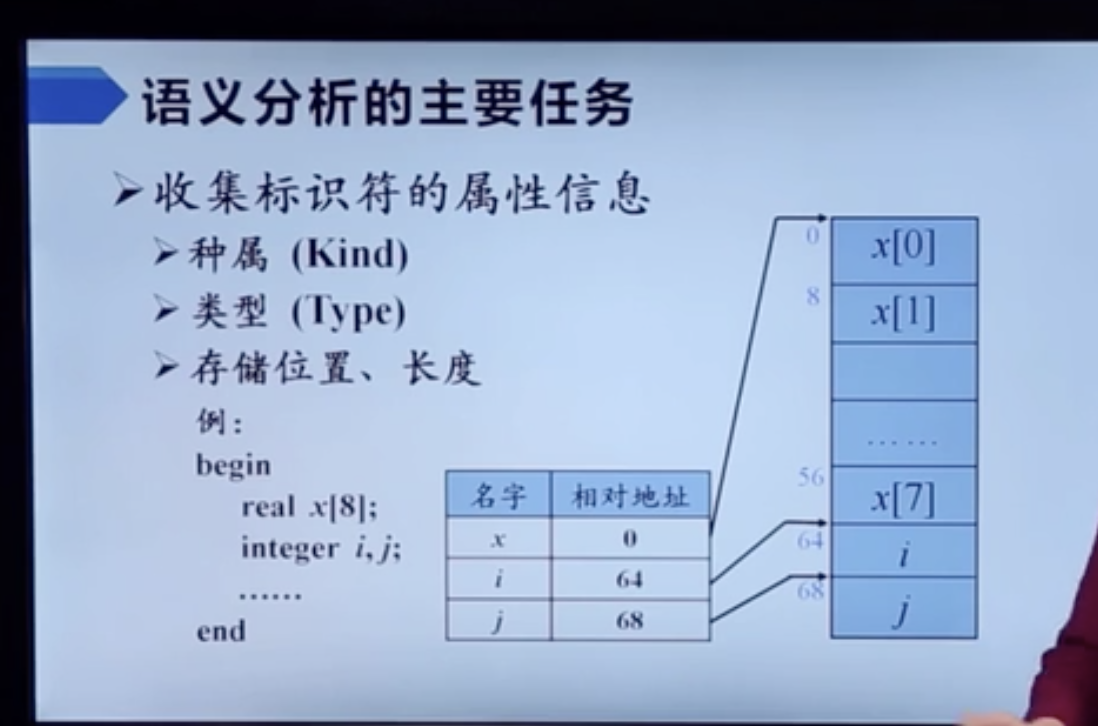 语义分析的主要任务
➢收集标识符的属性信息
➢种属 (Kind)
➢类型 (Type)
➢存储位置、长度
例：
begin
real x[8];
integer i, j;
……
end
名字 相对地址
x 0
i 64
j 68
0 x[0]
8 x[1]
……
56 x[7]
64 i
68 j